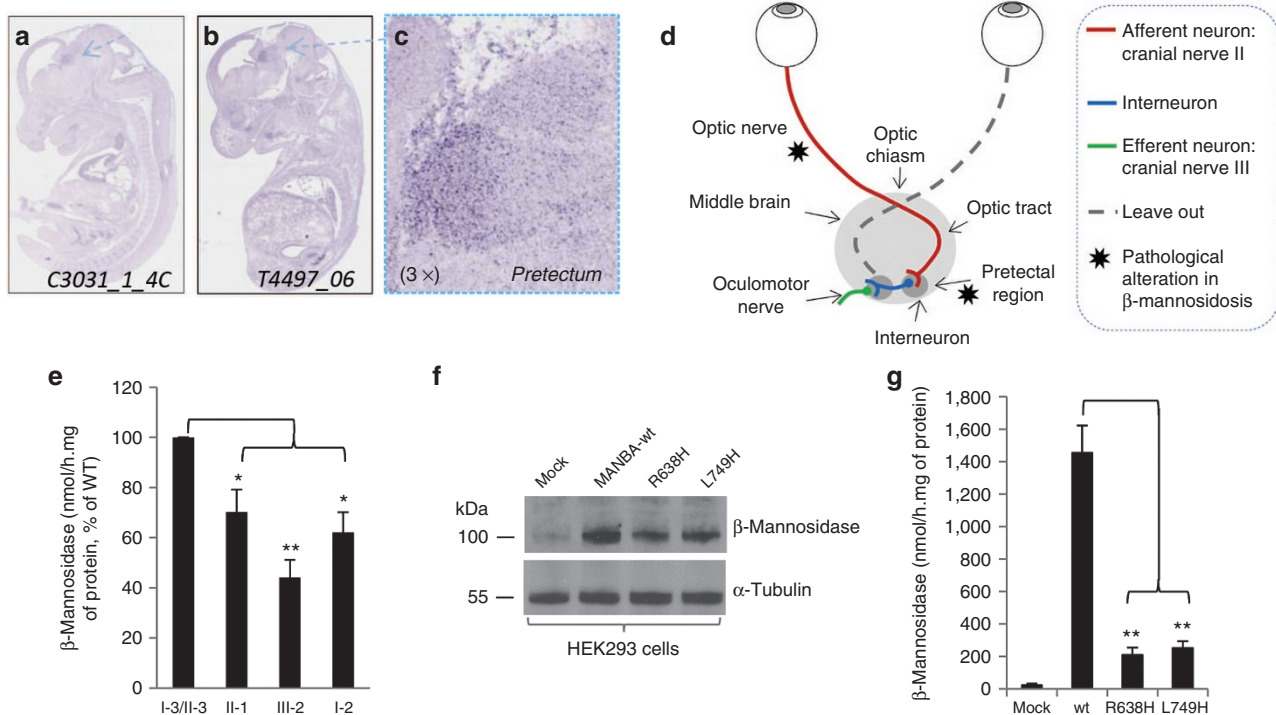 a
b
c
C3031_1_4C
T4497_06
(3 ×)
Pretectum
d
Optic nerve
Optic
chiasm
Middle brain
Optic tract
Oculomotor
nerve
Pretectal
region
Interneuron
Afferent neuron:
cranial nerve II
Interneuron
Efferent neuron:
cranial nerve III
Leave out
Pathological
alteration in
β-mannosidosis
e
β-Mannosidase (nmol/h.mg
of protein, % of WT)
120
100
80
60
40
20
0
*
**
*
I-3/II-3
II-1
III-2
I-2
f
Mock
MANBA-wt
R638H
L749H
kDa
100
β-Mannosidase
55
α-Tubulin
HEK293 cells
g
β-Mannosidase (nmol/h.mg of protein)
1,800
1,600
1,400
1,200
1,000
800
600
400
200
0
**
**
Mock
wt
R638H
L749H